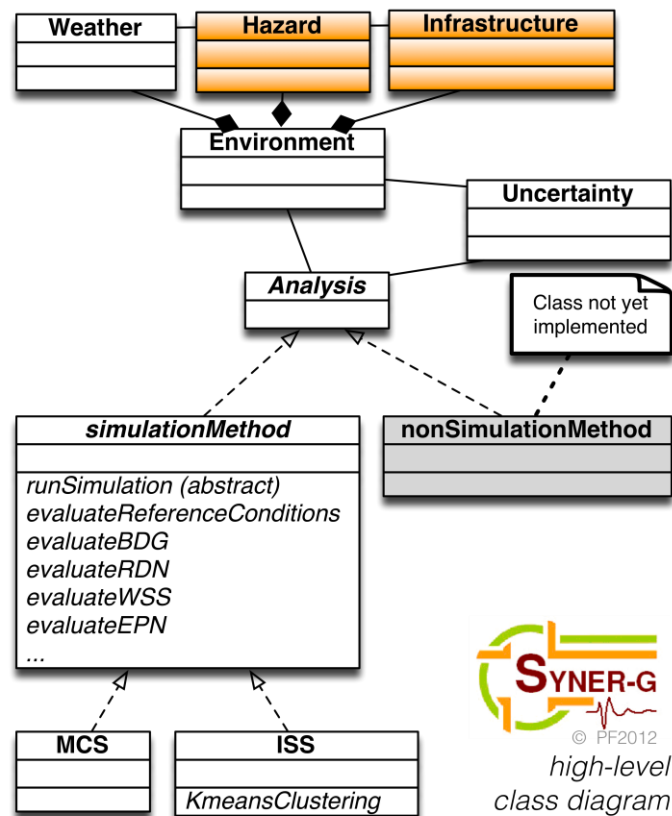 Weather
Hazard
Infrastructure
Environment
Uncertainty
Analysis
Class not yet
implemented
simulationMethod
nonSimulationMethod
runSimulation (abstract)
evaluateReferenceConditions
evaluateBDG
evaluateRDN
evaluateWSS
evaluateEPN
...
SYNER-G
© PF2012
MCS
ISS
high-level
KmeansClustering
class diagram